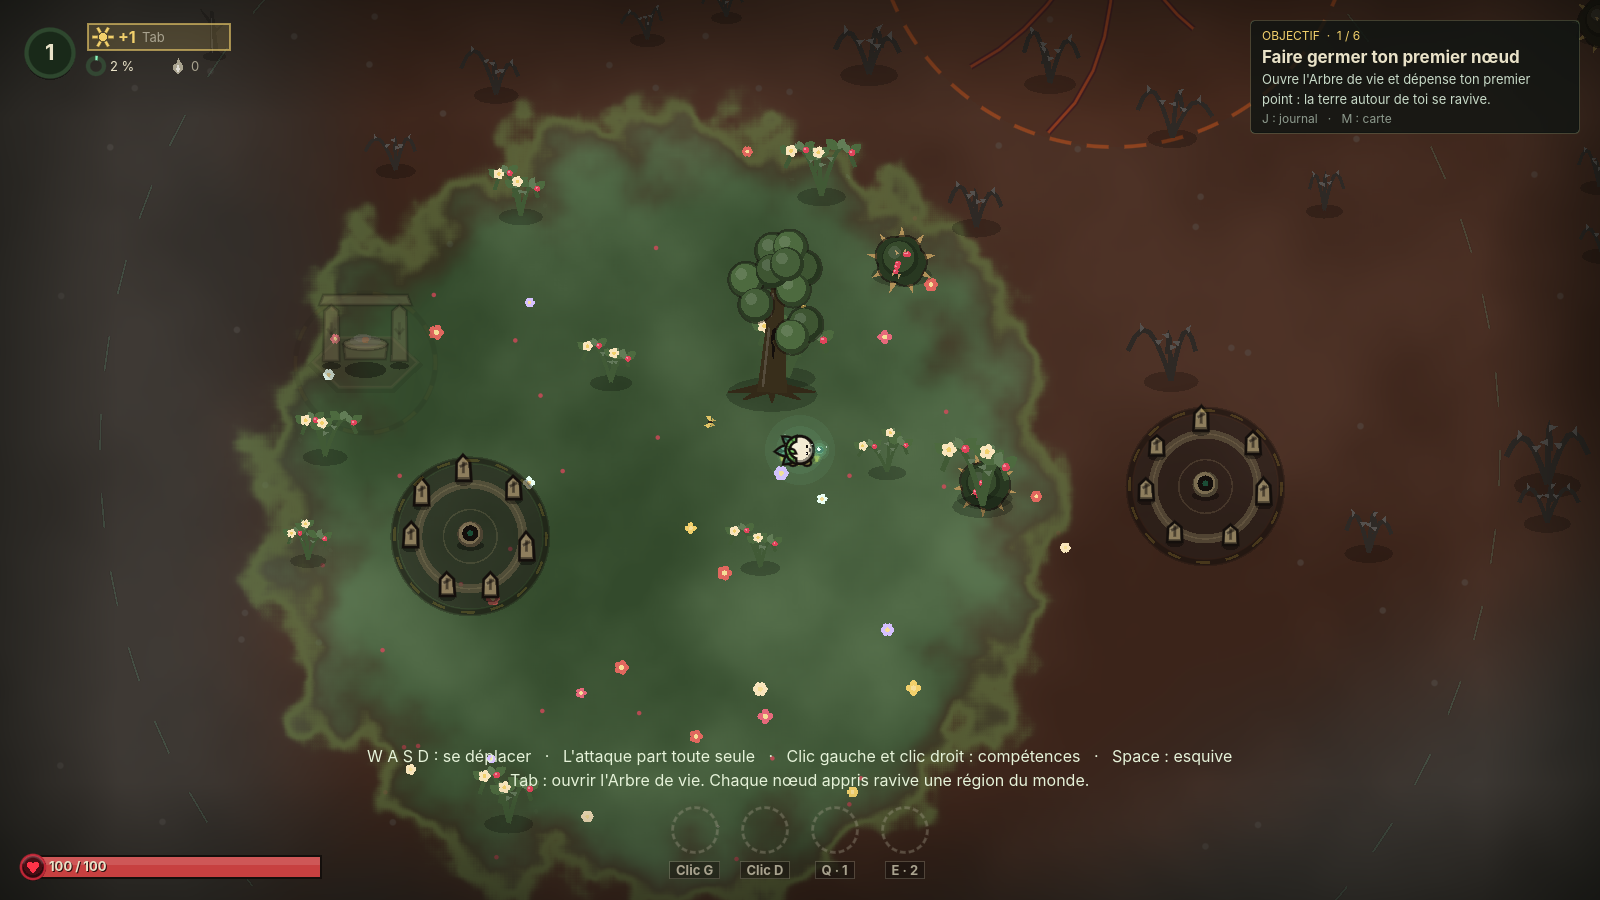 1
+1 Tab
2 % 0
OBJECTIF · 1 / 6
Faire germer ton premier nœud
Ouvre l'Arbre de vie et dépense ton premier
point : la terre autour de toi se ravive.
J : journal · M : carte
W A S D : se déplacer · L'attaque part toute seule · Clic gauche et clic droit : compétences · Space : esquive
Tab : ouvrir l'Arbre de vie. Chaque nœud appris ravive une région du monde.
100 / 100
Clic G Clic D Q · 1 E · 2